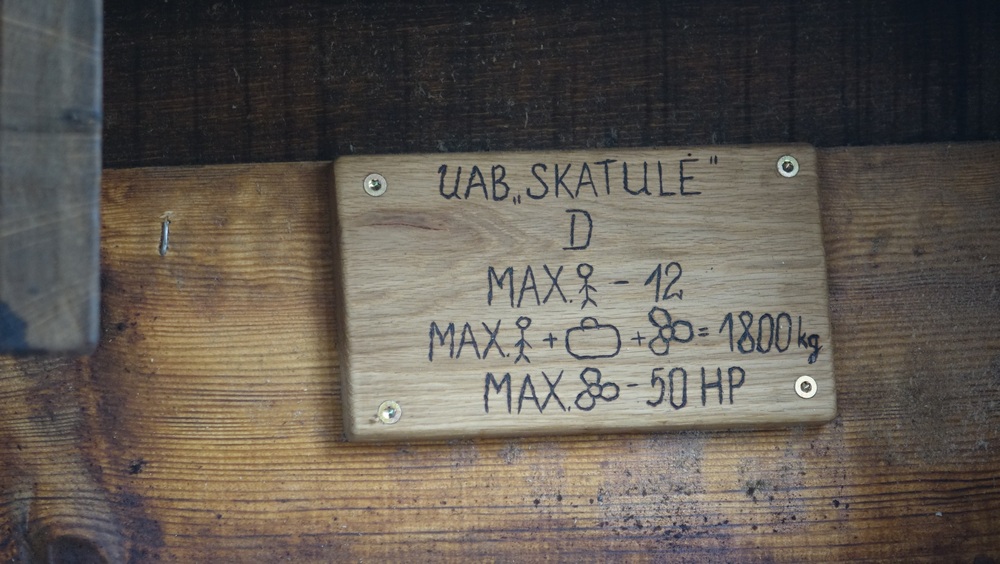 UAB „SKATULĖ"
D
MAX. - 12
MAX. + + = 1800 kg
MAX. - 50 HP